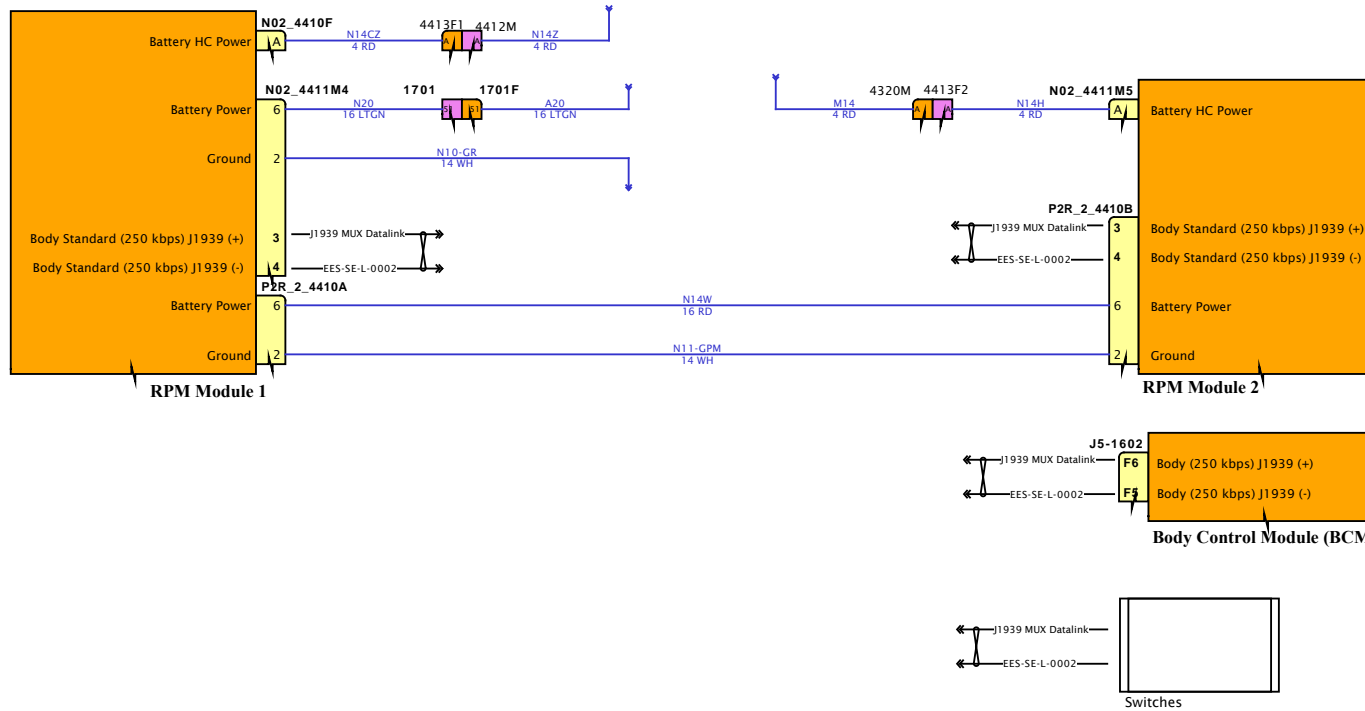 N02_4410F
Battery HC Power
A
N14CZ
4 RD
4413F1
4412M
A
A
N14Z
4 RD
N02_4411M4
Battery Power
6
N20
16 LTGN
1701
1701F
51
A20
16 LTGN
Ground
2
N10-GR
14 WH
Body Standard (250 kbps) J1939 (+)
3
J1939 MUX Datalink
Body Standard (250 kbps) J1939 (-)
4
EES-SE-L-0002
P2R_2_4410A
Battery Power
6
N14W
16 RD
Ground
2
N11-GPM
14 WH
RPM Module 1
M14
4 RD
4320M
4413F2
A
A
N14H
4 RD
N02_4411M5
A
Battery HC Power
P2R_2_4410B
J1939 MUX Datalink
3
Body Standard (250 kbps) J1939 (+)
EES-SE-L-0002
4
Body Standard (250 kbps) J1939 (-)
6
Battery Power
2
Ground
RPM Module 2
J5-1602
J1939 MUX Datalink
F6
Body (250 kbps) J1939 (+)
EES-SE-L-0002
F5
Body (250 kbps) J1939 (-)
Body Control Module (BCM
J1939 MUX Datalink
EES-SE-L-0002
Switches